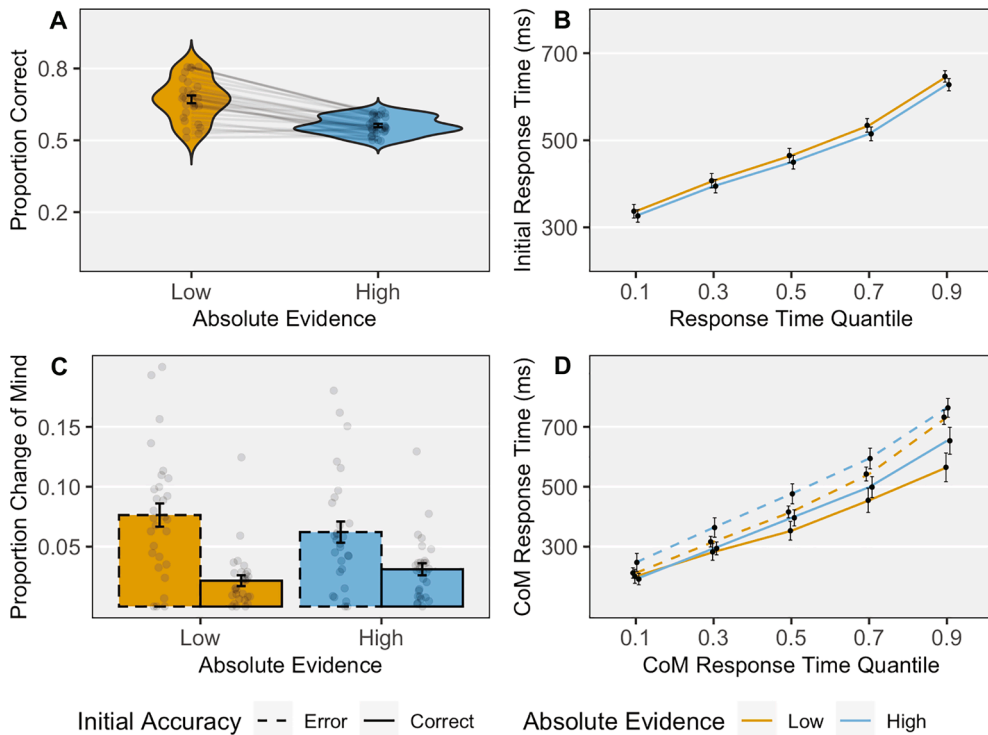 A
Proportion Correct
0.8
0.5
0.2
Low
High
Absolute Evidence
B
Initial Response Time (ms)
700
500
300
0.1
0.3
0.5
0.7
0.9
Response Time Quantile
C
Proportion Change of Mind
0.15
0.10
0.05
Low
High
Absolute Evidence
D
CoM Response Time (ms)
700
500
300
0.1
0.3
0.5
0.7
0.9
CoM Response Time Quantile
Initial Accuracy
Error
Correct
Absolute Evidence
Low
High